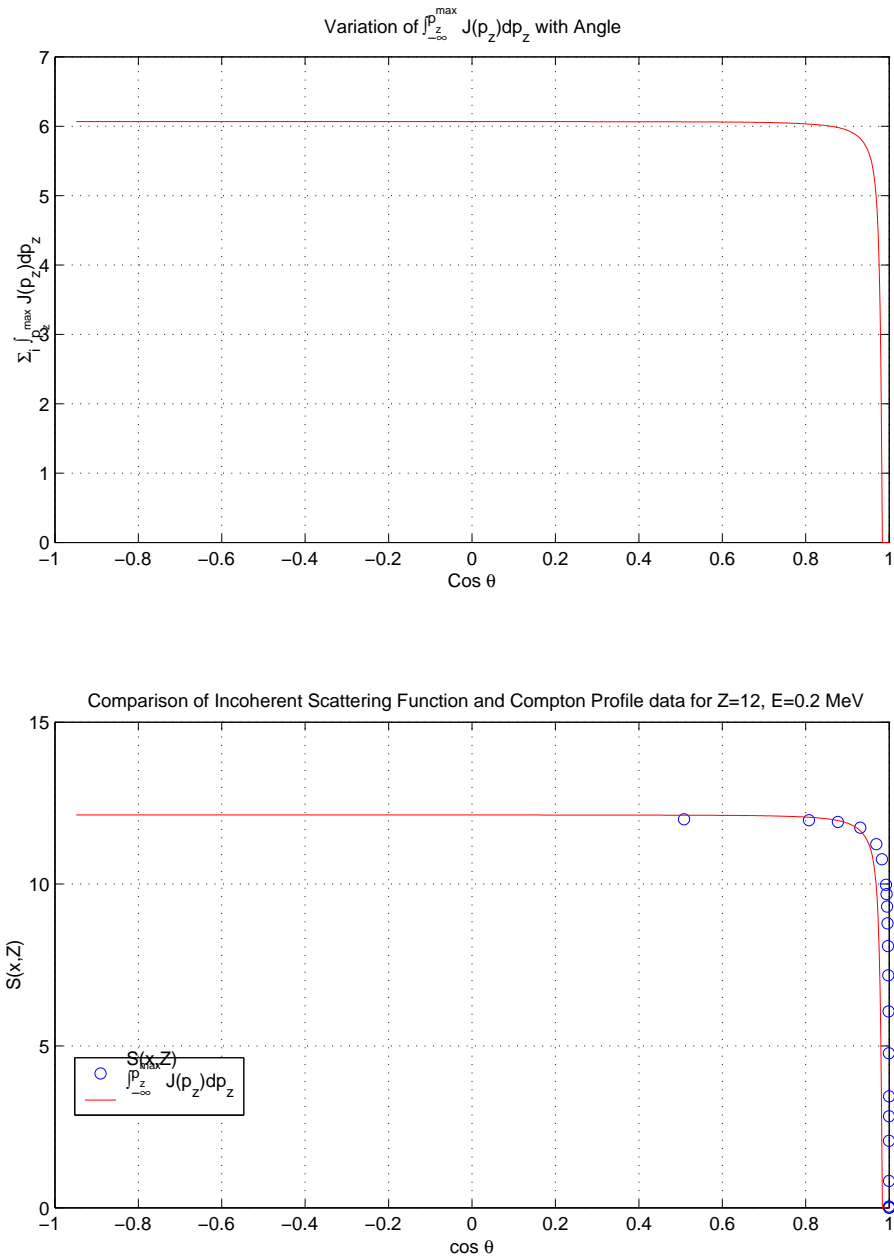 Variation of ∫_{−∞}^{p_z^{max}} J(p_z)dp_z with Angle
7
6
5
4
3
2
1
0
Σ_i ∫_{p_z}^{max} J(p_z)dp_z
−1 −0.8 −0.6 −0.4 −0.2 0 0.2 0.4 0.6 0.8 1
Cos θ
Comparison of Incoherent Scattering Function and Compton Profile data for Z=12, E=0.2 MeV
15
10
5
0
S(x,Z)
S(x,Z)
∫_{−∞}^{p_z^{max}} J(p_z)dp_z
−1 −0.8 −0.6 −0.4 −0.2 0 0.2 0.4 0.6 0.8 1
cos θ